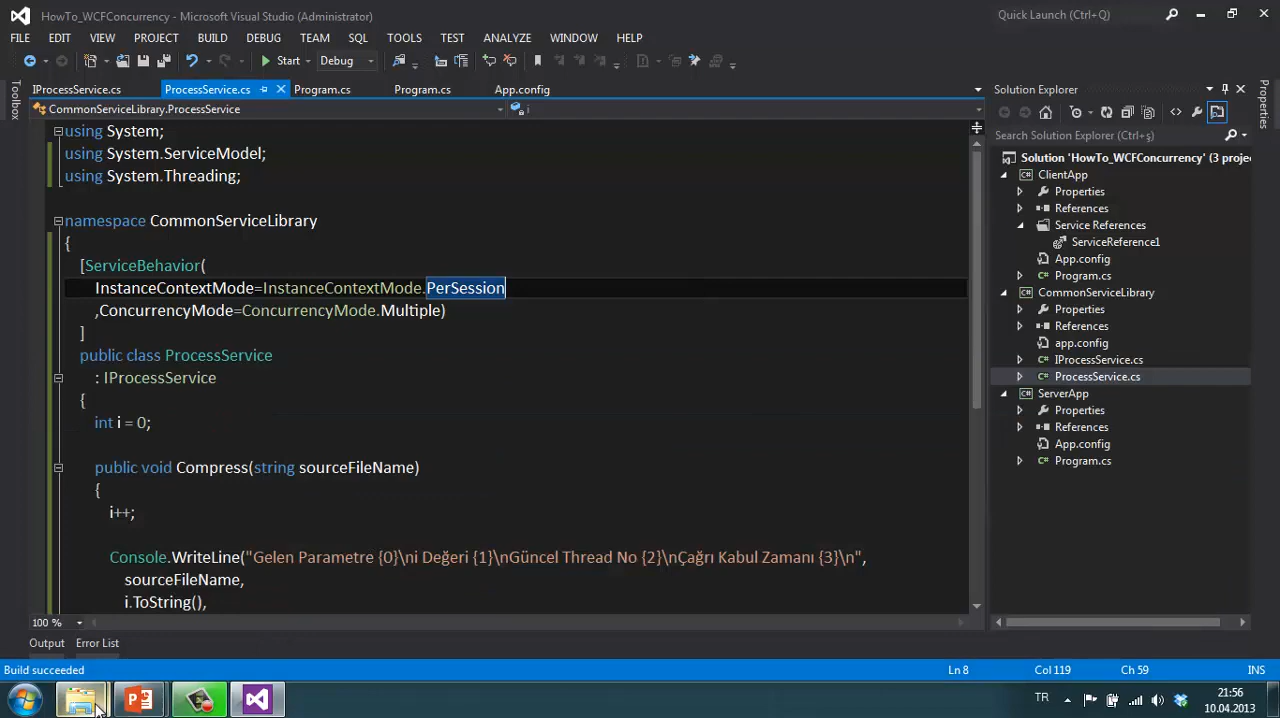 HowTo_WCFConcurrency - Microsoft Visual Studio (Administrator)
Quick Launch (Ctrl+Q)
FILE EDIT VIEW PROJECT BUILD DEBUG TEAM SQL TOOLS TEST ANALYZE WINDOW HELP
Start Debug
IProcessService.cs ProcessService.cs Program.cs Program.cs App.config
CommonServiceLibrary.ProcessService i
Toolbox
using System;
using System.ServiceModel;
using System.Threading;
namespace CommonServiceLibrary
{
[ServiceBehavior(
InstanceContextMode=InstanceContextMode.PerSession
,ConcurrencyMode=ConcurrencyMode.Multiple)
]
public class ProcessService
: IProcessService
{
int i = 0;
public void Compress(string sourceFileName)
{
i++;
Console.WriteLine("Gelen Parametre {0}\ni Değeri {1}\nGüncel Thread No {2}\nÇağrı Kabul Zamanı {3}\n",
sourceFileName,
i.ToString(),
100 %
Solution Explorer
Search Solution Explorer (Ctrl+ş)
Solution 'HowTo_WCFConcurrency' (3 proje
ClientApp
Properties
References
Service References
ServiceReference1
App.config
Program.cs
CommonServiceLibrary
Properties
References
app.config
IProcessService.cs
ProcessService.cs
ServerApp
Properties
References
App.config
Program.cs
Properties
Output Error List
Build succeeded Ln 8 Col 119 Ch 59 INS
TR
21:56
10.04.2013